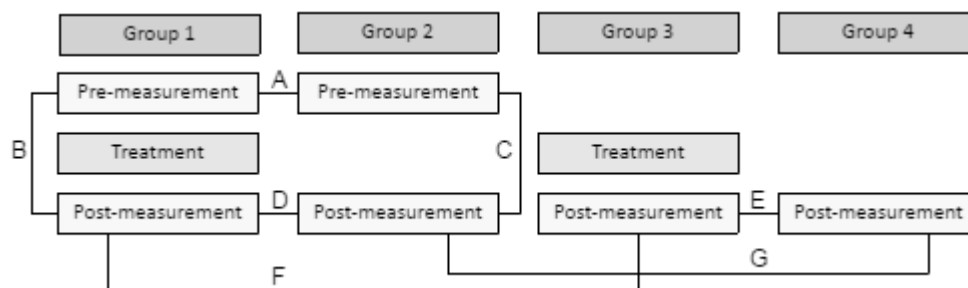 Group 1
Group 2
Group 3
Group 4
A
Pre-measurement
Pre-measurement
B
Treatment
C
Treatment
D
E
Post-measurement
Post-measurement
Post-measurement
Post-measurement
F
G